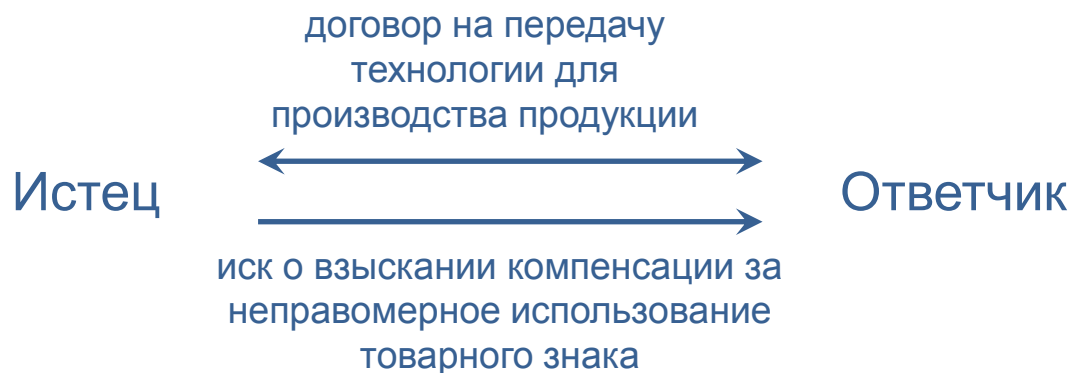 договор на передачу
технологии для
производства продукции
Истец
Ответчик
иск о взыскании компенсации за
неправомерное использование
товарного знака